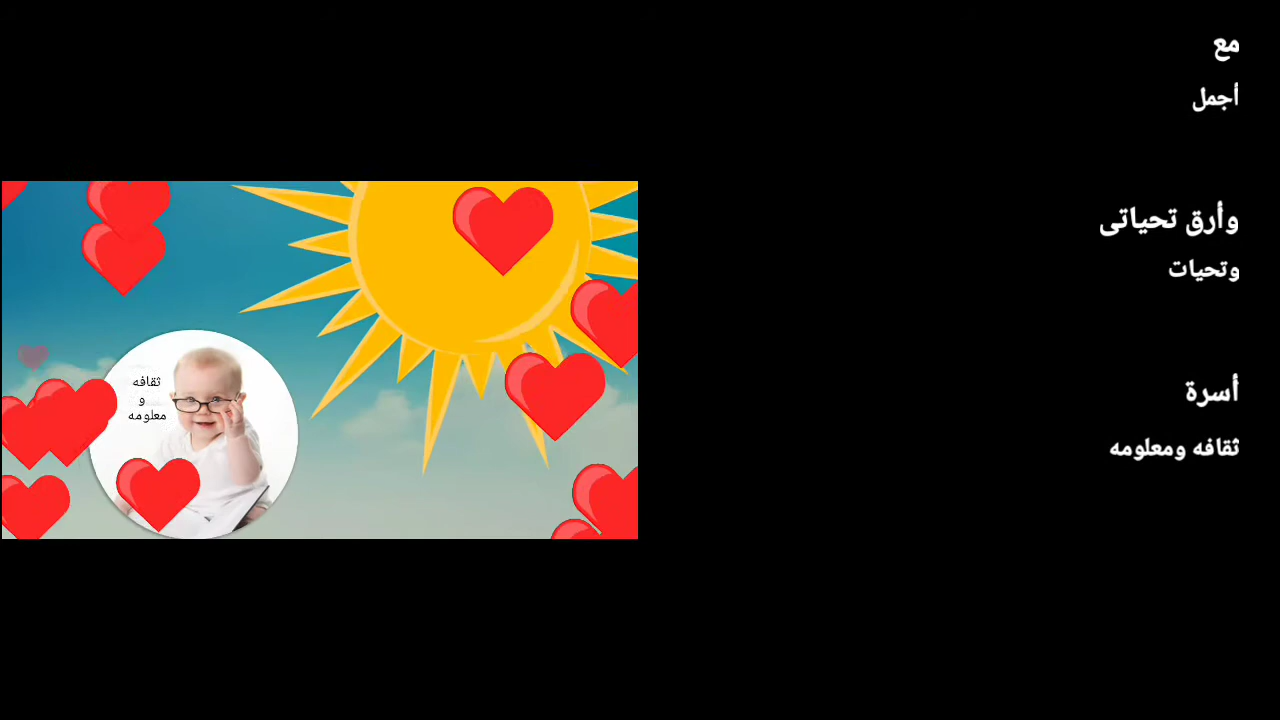 مع
أجمل
وأرق تحياتى
وتحيات
أسرة
ثقافه ومعلومه
ثقافه
و
معلومه